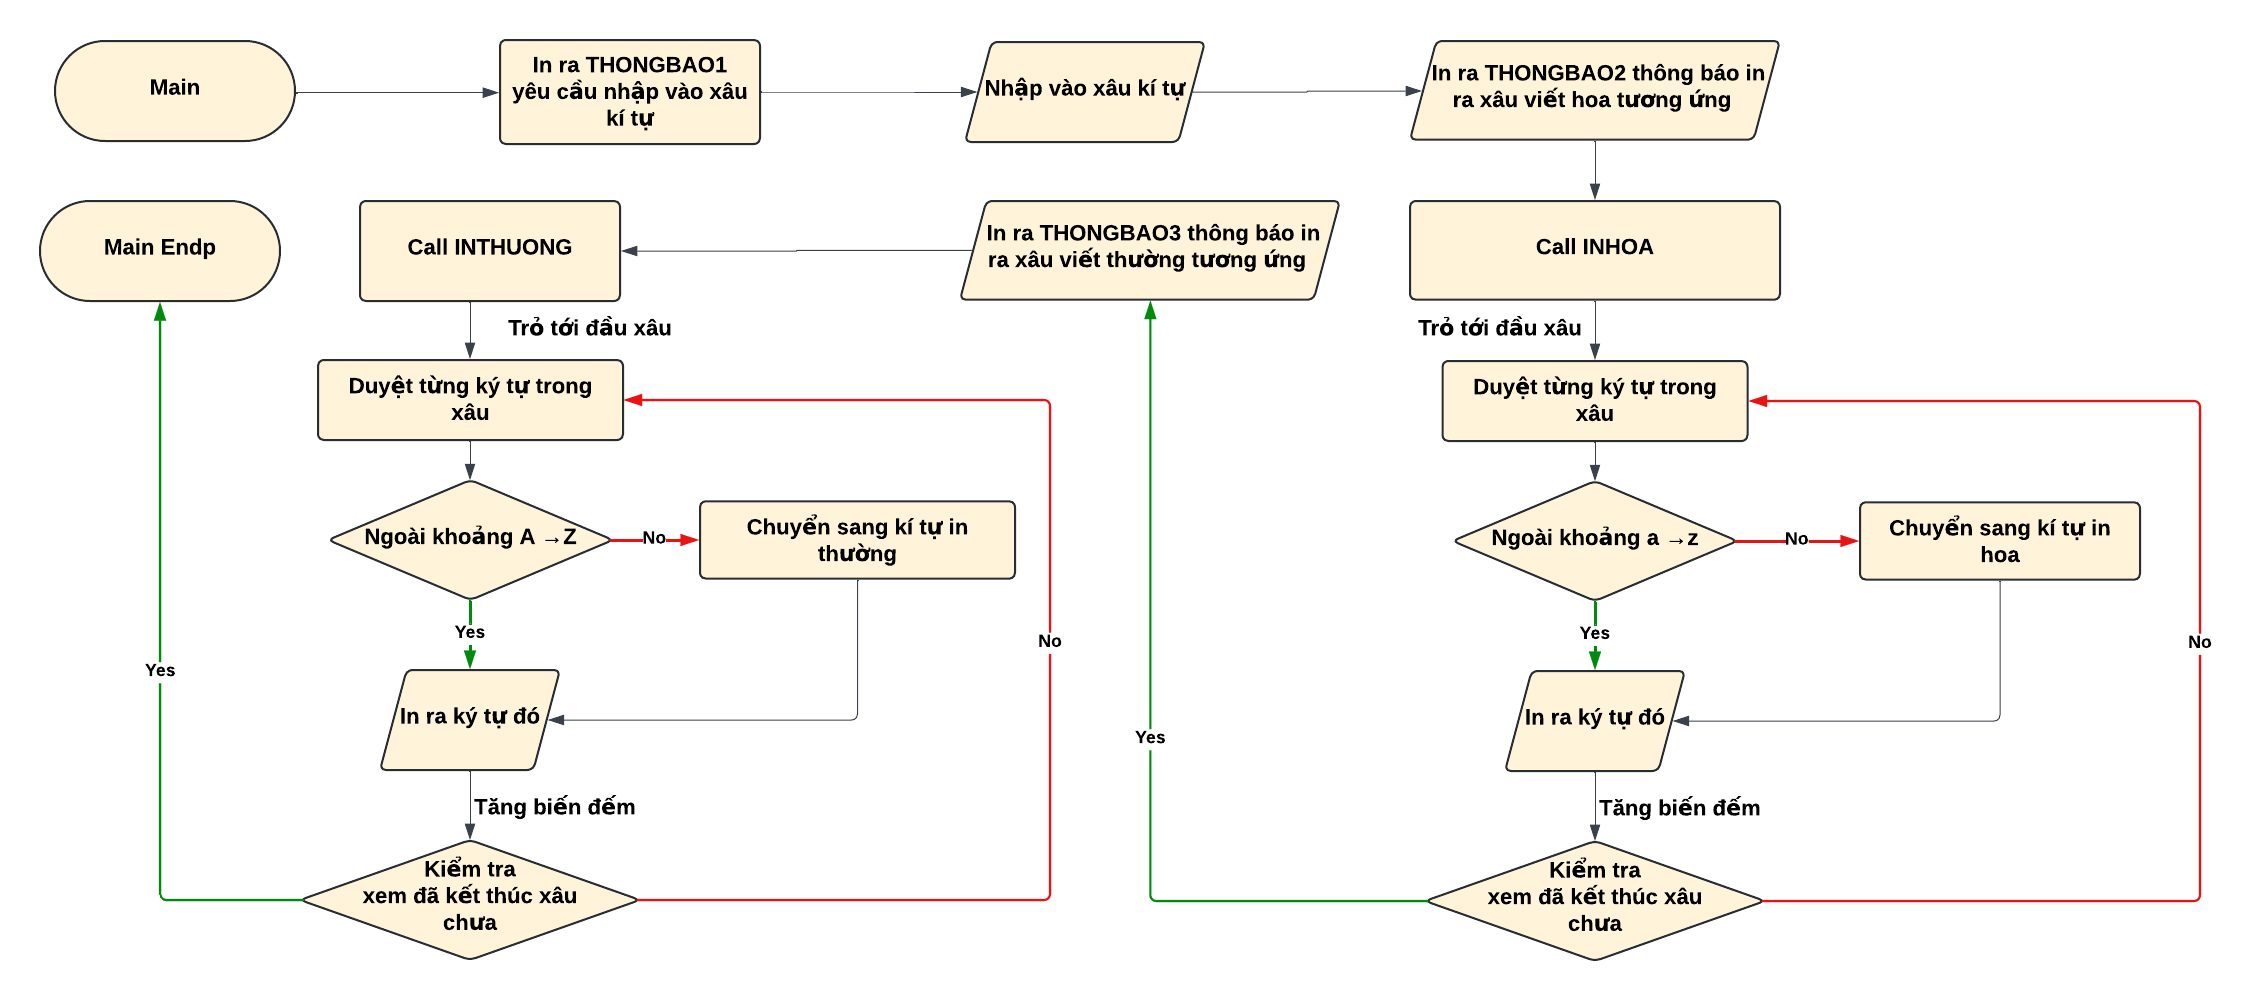 Main
In ra THONGBAO1
yêu cầu nhập vào xâu
kí tự
Nhập vào xâu kí tự
In ra THONGBAO2 thông báo in
ra xâu viết hoa tương ứng
Call INHOA
Trỏ tới đầu xâu
Duyệt từng ký tự trong
xâu
Ngoài khoảng a →z
No
Chuyển sang kí tự in
hoa
Yes
In ra ký tự đó
Tăng biến đếm
Kiểm tra
xem đã kết thúc xâu
chưa
No
Yes
In ra THONGBAO3 thông báo in
ra xâu viết thường tương ứng
Call INTHUONG
Trỏ tới đầu xâu
Duyệt từng ký tự trong
xâu
Ngoài khoảng A →Z
No
Chuyển sang kí tự in
thường
Yes
In ra ký tự đó
Tăng biến đếm
Kiểm tra
xem đã kết thúc xâu
chưa
No
Yes
Main Endp